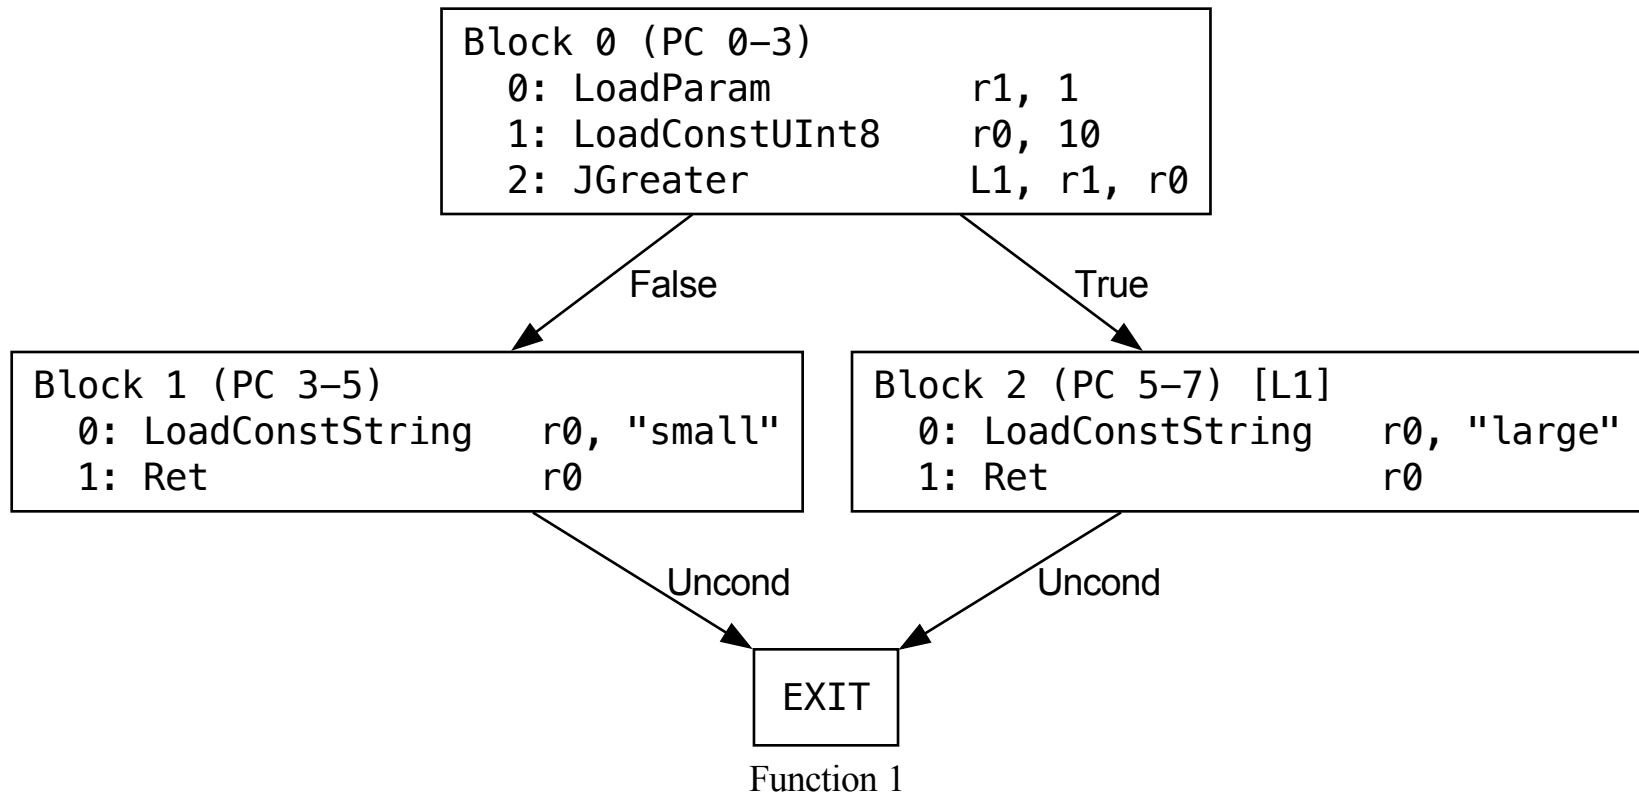 Block 0 (PC 0–3)
0: LoadParam r1, 1
1: LoadConstUInt8 r0, 10
2: JGreater L1, r1, r0
False
True
Block 1 (PC 3–5)
0: LoadConstString r0, "small"
1: Ret r0
Block 2 (PC 5–7) [L1]
0: LoadConstString r0, "large"
1: Ret r0
Uncond
Uncond
EXIT
Function 1